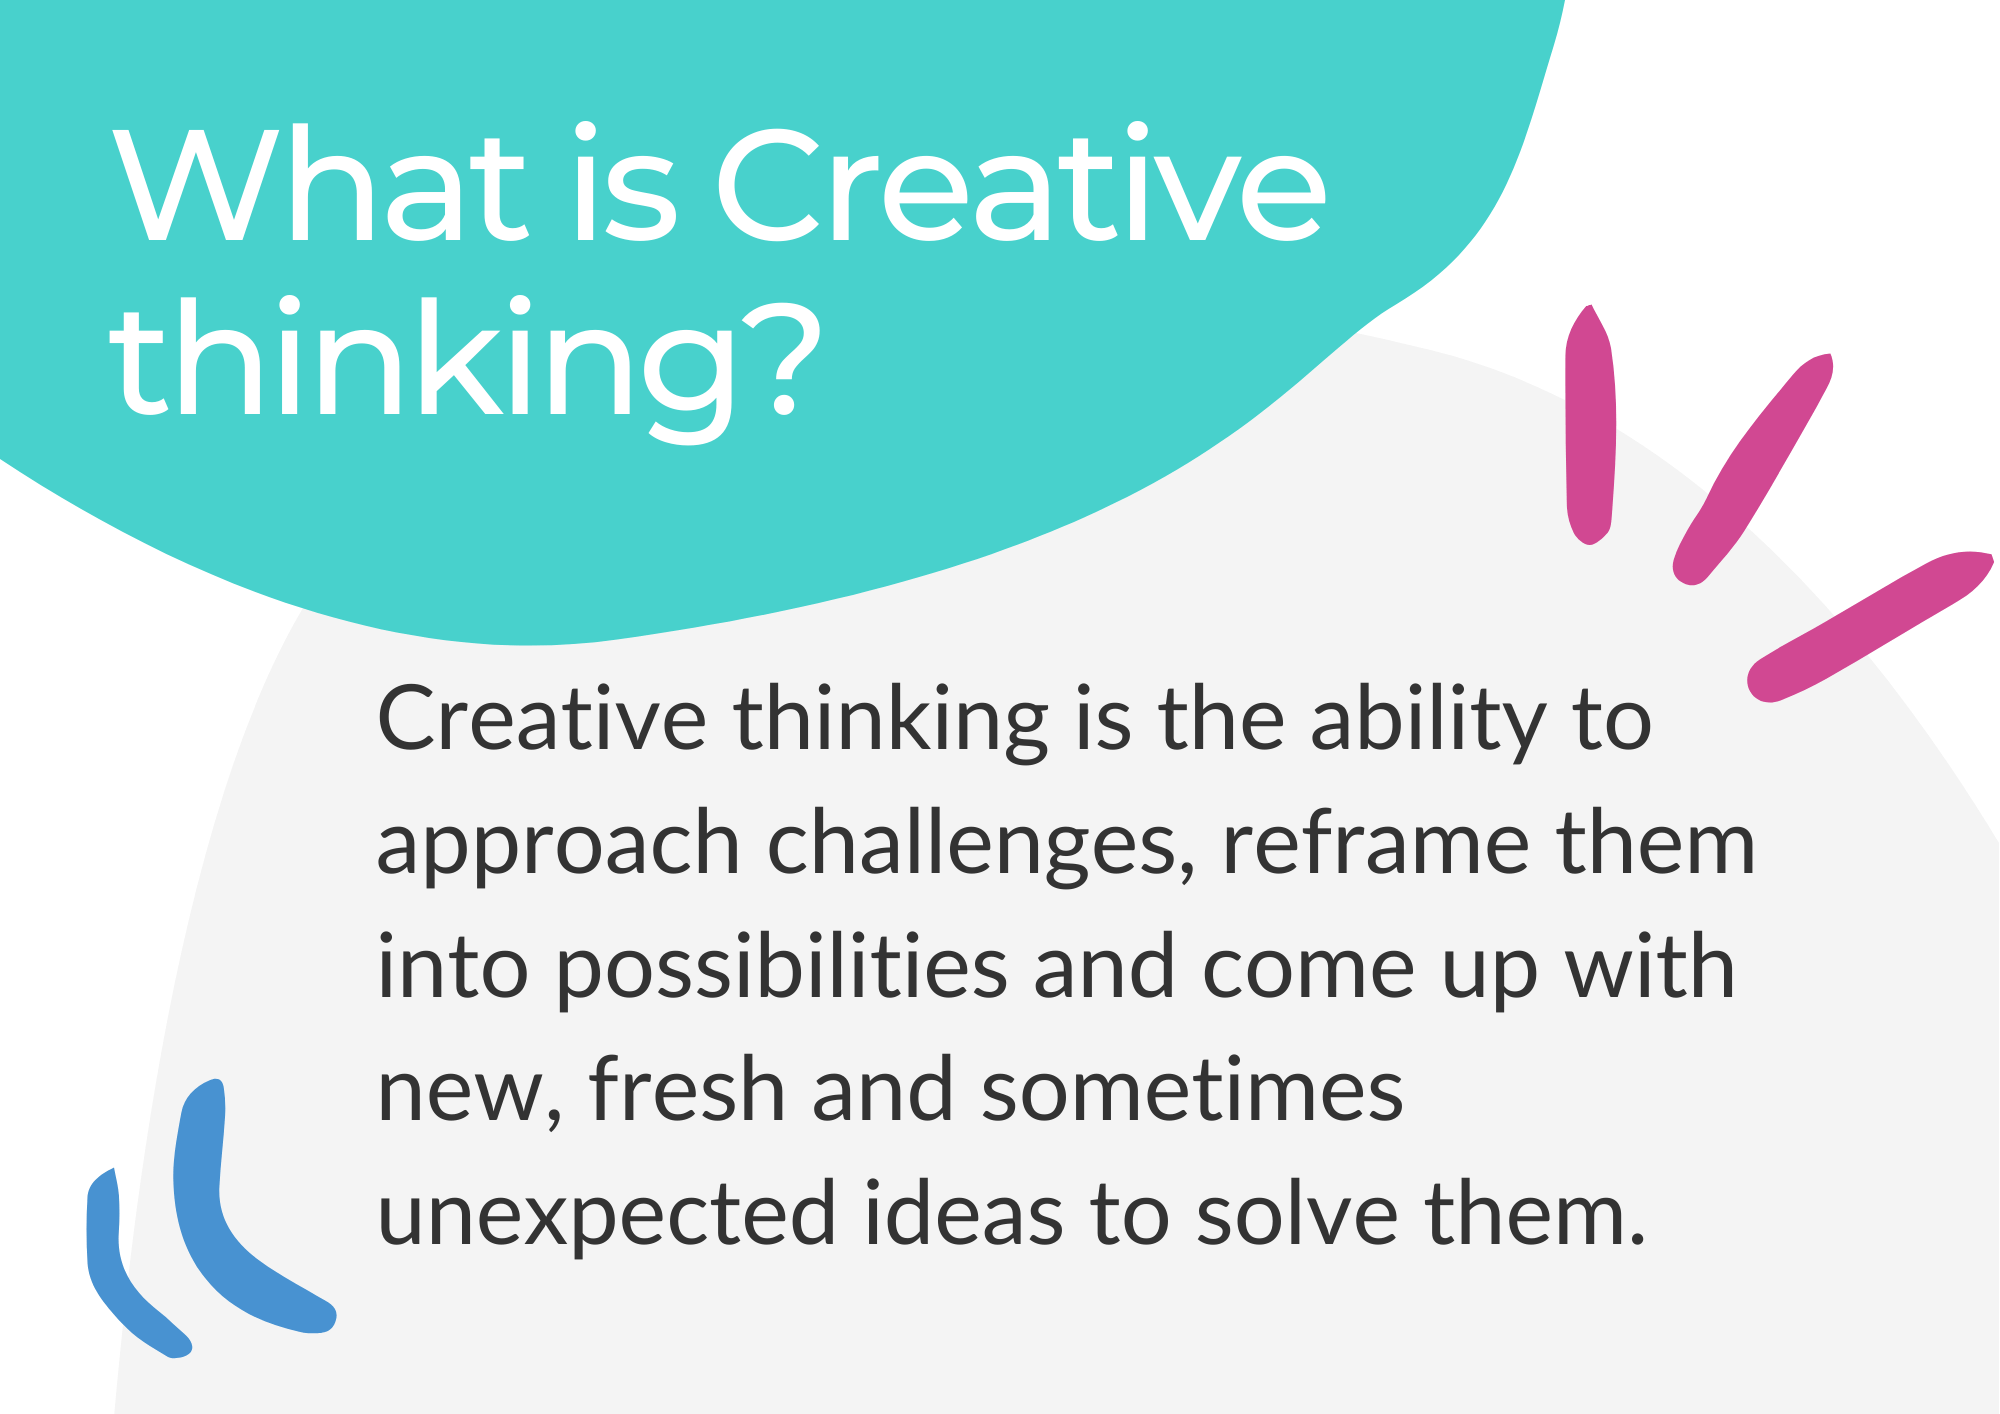 What is Creative
thinking?
Creative thinking is the ability to
approach challenges, reframe them
into possibilities and come up with
new, fresh and sometimes
unexpected ideas to solve them.